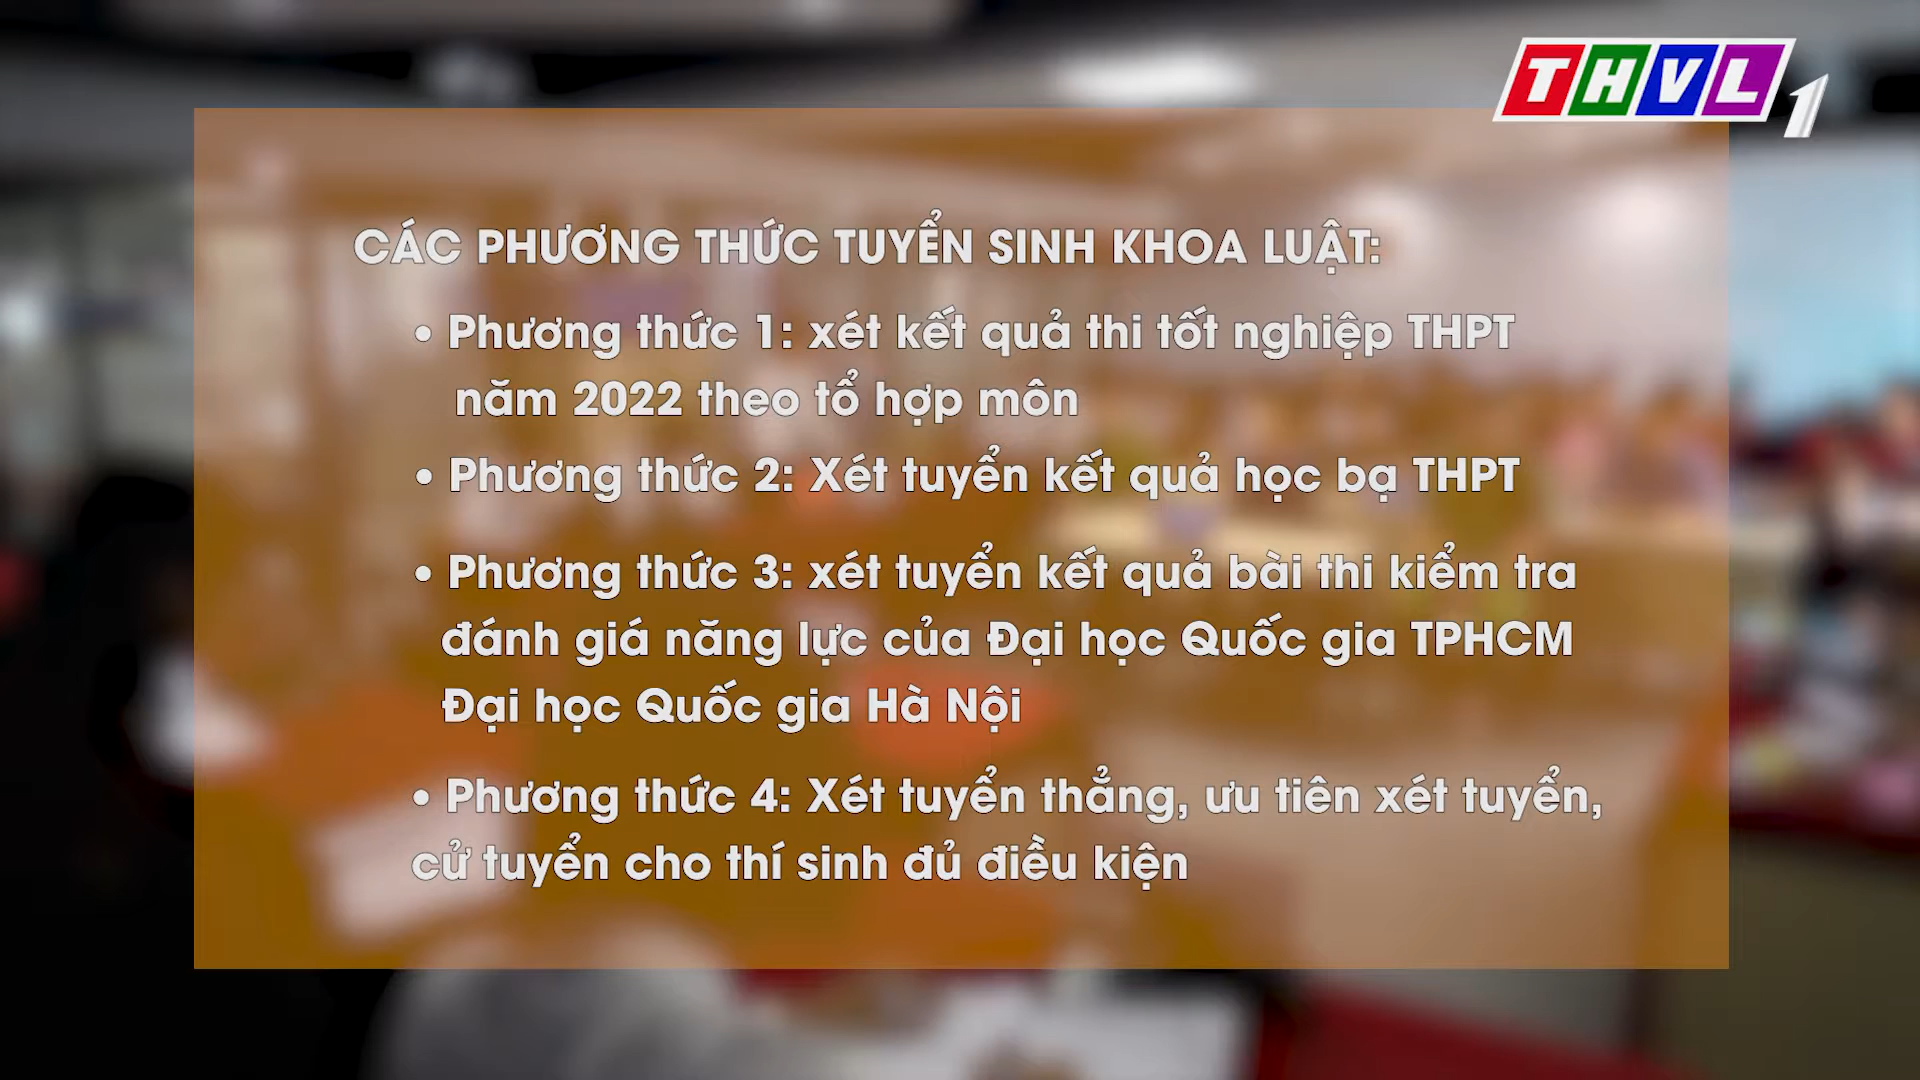 THVL1
CÁC PHƯƠNG THỨC TUYỂN SINH KHOA LUẬT:
• Phương thức 1: xét kết quả thi tốt nghiệp THPT
năm 2022 theo tổ hợp môn
• Phương thức 2: Xét tuyển kết quả học bạ THPT
• Phương thức 3: xét tuyển kết quả bài thi kiểm tra
đánh giá năng lực của Đại học Quốc gia TPHCM
Đại học Quốc gia Hà Nội
• Phương thức 4: Xét tuyển thẳng, ưu tiên xét tuyển,
cử tuyển cho thí sinh đủ điều kiện